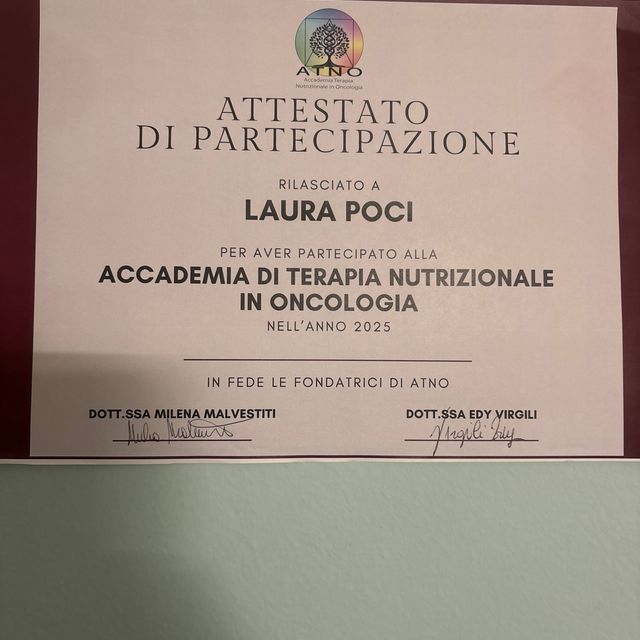 ATNO
Accademia Terapia
Nutrizionale in Oncologia
ATTESTATO
DI PARTECIPAZIONE
RILASCIATO A
LAURA POCI
PER AVER PARTECIPATO ALLA
ACCADEMIA DI TERAPIA NUTRIZIONALE
IN ONCOLOGIA
NELL'ANNO 2025
IN FEDE LE FONDATRICI DI ATNO
DOTT.SSA MILENA MALVESTITI DOTT.SSA EDY VIRGILI
Virgili Edy